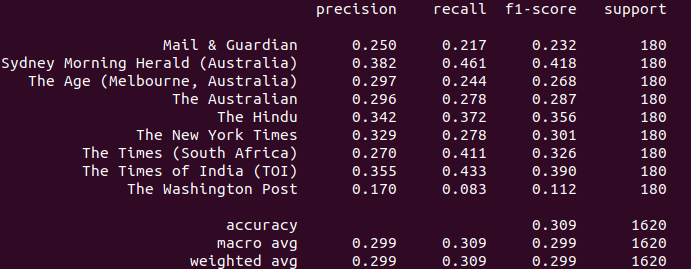 precision recall f1-score support
Mail & Guardian 0.250 0.217 0.232 180
Sydney Morning Herald (Australia) 0.382 0.461 0.418 180
The Age (Melbourne, Australia) 0.297 0.244 0.268 180
The Australian 0.296 0.278 0.287 180
The Hindu 0.342 0.372 0.356 180
The New York Times 0.329 0.278 0.301 180
The Times (South Africa) 0.270 0.411 0.326 180
The Times of India (TOI) 0.355 0.433 0.390 180
The Washington Post 0.170 0.083 0.112 180
accuracy 0.309 1620
macro avg 0.299 0.309 0.299 1620
weighted avg 0.299 0.309 0.299 1620